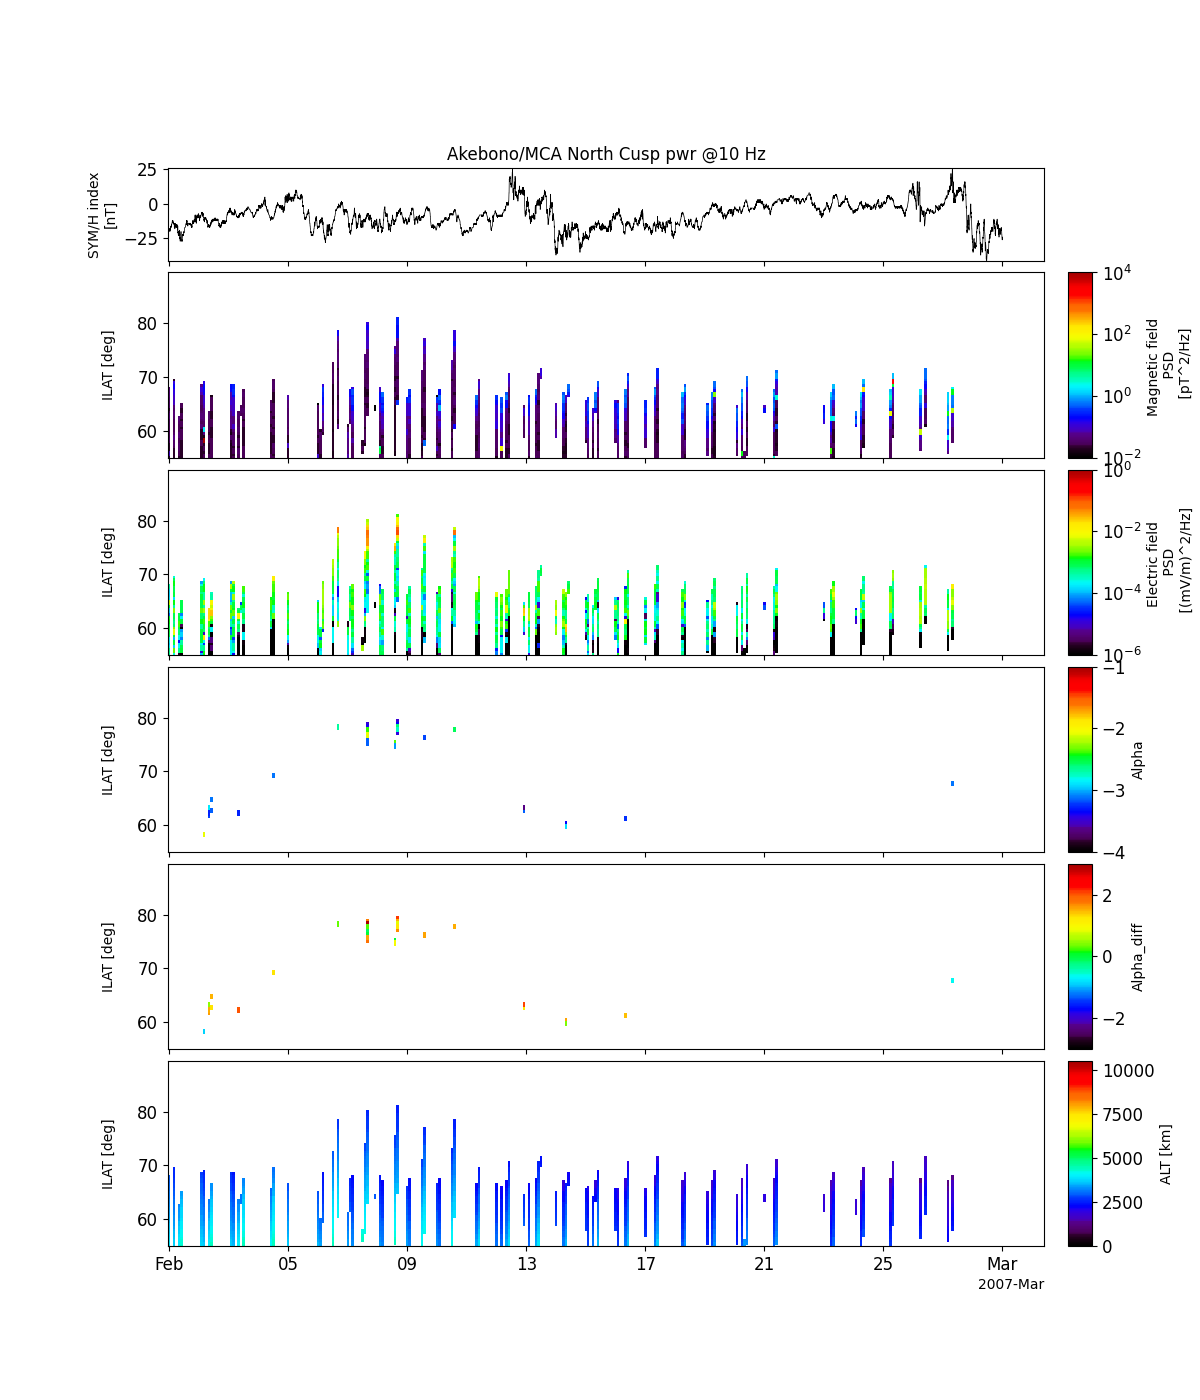 Akebono/MCA North Cusp pwr @10 Hz
25
0
−25
SYM/H index
[nT]
80
70
60
ILAT [deg]
10^4
10^2
10^0
10^−2
Magnetic field
PSD
[pT^2/Hz]
80
70
60
ILAT [deg]
10^0
10^−2
10^−4
10^−6
Electric field
PSD
[(mV/m)^2/Hz]
80
70
60
ILAT [deg]
−1
−2
−3
−4
Alpha
80
70
60
ILAT [deg]
2
0
−2
Alpha_diff
80
70
60
ILAT [deg]
10000
7500
5000
2500
0
ALT [km]
Feb 05 09 13 17 21 25 Mar
2007-Mar